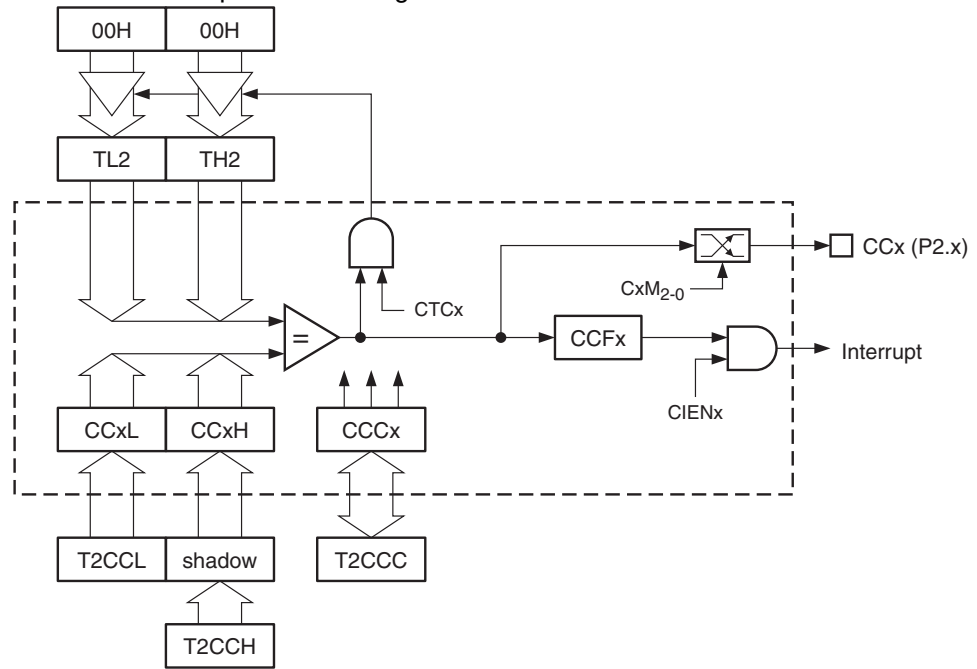 00H 00H
TL2 TH2
CCx (P2.x)
CxM2-0
CTCx
=
CCFx
Interrupt
CIENx
CCxL CCxH CCCx
T2CCL shadow T2CCC
T2CCH